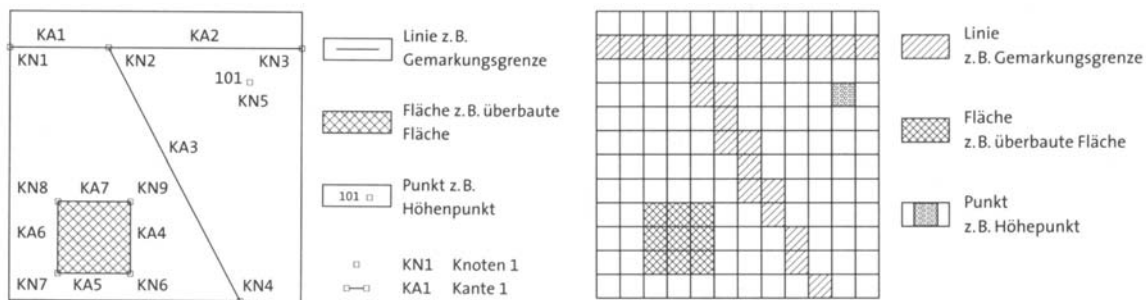 KA1 KA2
KN1 KN2 KN3
101
KN5
KA3
KN8 KA7 KN9
KA6 KA4
KN7 KA5 KN6 KN4
Linie z. B.
Gemarkungsgrenze
Fläche z. B. überbaute
Fläche
101
Punkt z. B.
Höhenpunkt
KN1 Knoten 1
KA1 Kante 1
Linie
z. B. Gemarkungsgrenze
Fläche
z. B. überbaute Fläche
Punkt
z. B. Höhepunkt